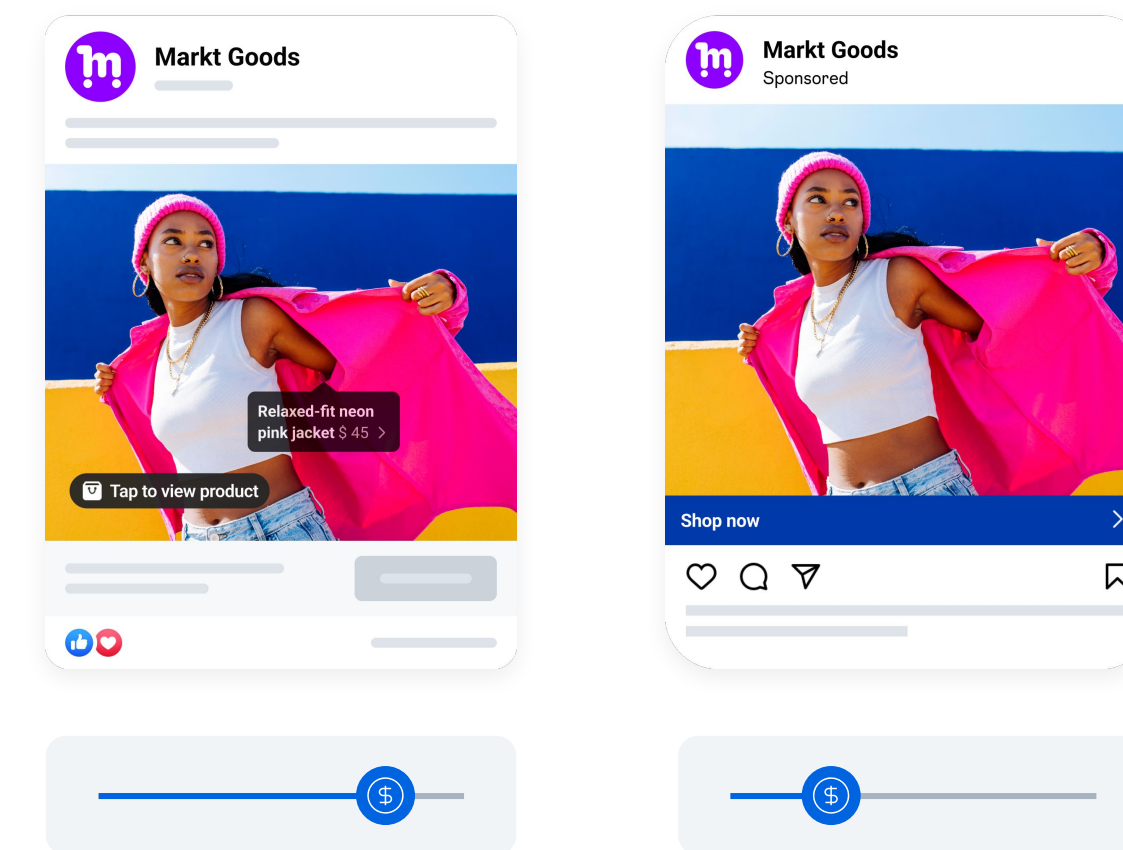 m
Markt Goods
Relaxed-fit neon
pink jacket $ 45 >
Tap to view product
$
m
Markt Goods
Sponsored
Shop now
$